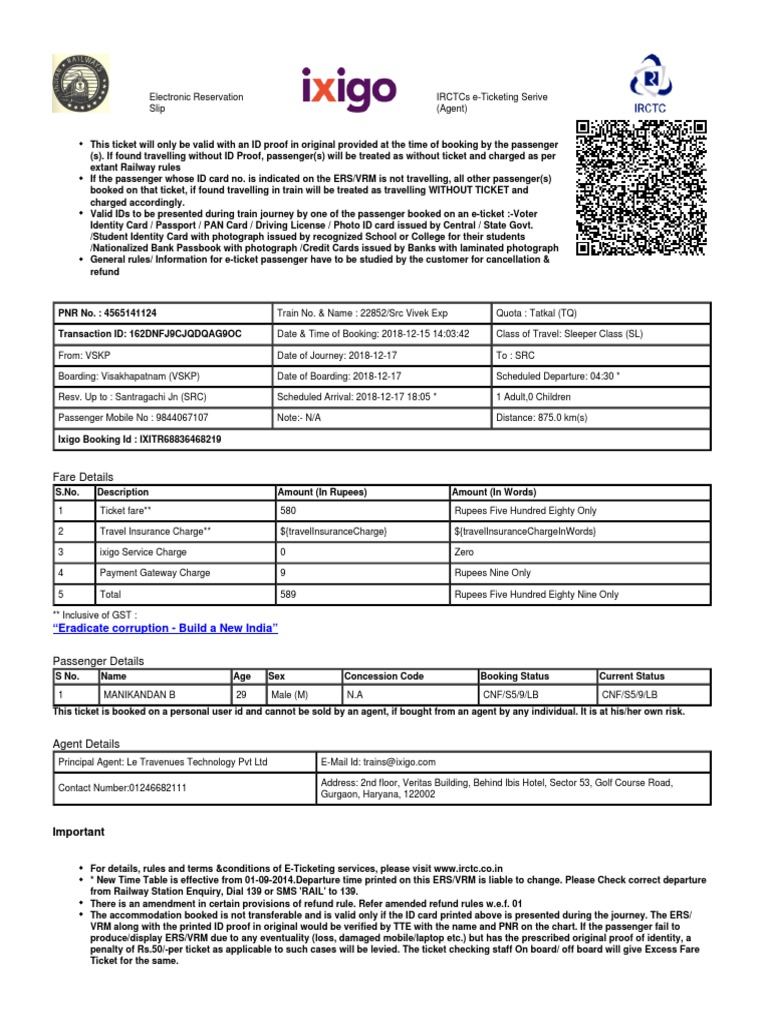 INDIAN RAILWAYS
Electronic Reservation
Slip
ixigo
IRCTCs e-Ticketing Serive
(Agent)
IRCTC
• This ticket will only be valid with an ID proof in original provided at the time of booking by the passenger
(s). If found travelling without ID Proof, passenger(s) will be treated as without ticket and charged as per
extant Railway rules
• If the passenger whose ID card no. is indicated on the ERS/VRM is not travelling, all other passenger(s)
booked on that ticket, if found travelling in train will be treated as travelling WITHOUT TICKET and
charged accordingly.
• Valid IDs to be presented during train journey by one of the passenger booked on an e-ticket :-Voter
Identity Card / Passport / PAN Card / Driving License / Photo ID card issued by Central / State Govt.
/Student Identity Card with photograph issued by recognized School or College for their students
/Nationalized Bank Passbook with photograph /Credit Cards issued by Banks with laminated photograph
• General rules/ Information for e-ticket passenger have to be studied by the customer for cancellation &
refund
PNR No. : 4565141124 Train No. & Name : 22852/Src Vivek Exp Quota : Tatkal (TQ)
Transaction ID: 162DNFJ9CJQDQAG9OC Date & Time of Booking: 2018-12-15 14:03:42 Class of Travel: Sleeper Class (SL)
From: VSKP Date of Journey: 2018-12-17 To : SRC
Boarding: Visakhapatnam (VSKP) Date of Boarding: 2018-12-17 Scheduled Departure: 04:30 *
Resv. Up to : Santragachi Jn (SRC) Scheduled Arrival: 2018-12-17 18:05 * 1 Adult,0 Children
Passenger Mobile No : 9844067107 Note:- N/A Distance: 875.0 km(s)
Ixigo Booking Id : IXITR68836468219
Fare Details
S.No. Description Amount (In Rupees) Amount (In Words)
1 Ticket fare** 580 Rupees Five Hundred Eighty Only
2 Travel Insurance Charge** ${travelInsuranceCharge} ${travelInsuranceChargeInWords}
3 ixigo Service Charge 0 Zero
4 Payment Gateway Charge 9 Rupees Nine Only
5 Total 589 Rupees Five Hundred Eighty Nine Only
** Inclusive of GST :
“Eradicate corruption - Build a New India”
Passenger Details
S No. Name Age Sex Concession Code Booking Status Current Status
1 MANIKANDAN B 29 Male (M) N.A CNF/S5/9/LB CNF/S5/9/LB
This ticket is booked on a personal user id and cannot be sold by an agent, if bought from an agent by any individual. It is at his/her own risk.
Agent Details
Principal Agent: Le Travenues Technology Pvt Ltd E-Mail Id: trains@ixigo.com
Contact Number:01246682111 Address: 2nd floor, Veritas Building, Behind Ibis Hotel, Sector 53, Golf Course Road,
Gurgaon, Haryana, 122002
Important
• For details, rules and terms &conditions of E-Ticketing services, please visit www.irctc.co.in
• * New Time Table is effective from 01-09-2014.Departure time printed on this ERS/VRM is liable to change. Please Check correct departure
from Railway Station Enquiry, Dial 139 or SMS 'RAIL' to 139.
• There is an amendment in certain provisions of refund rule. Refer amended refund rules w.e.f. 01
• The accommodation booked is not transferable and is valid only if the ID card printed above is presented during the journey. The ERS/
VRM along with the printed ID proof in original would be verified by TTE with the name and PNR on the chart. If the passenger fail to
produce/display ERS/VRM due to any eventuality (loss, damaged mobile/laptop etc.) but has the prescribed original proof of identity, a
penalty of Rs.50/-per ticket as applicable to such cases will be levied. The ticket checking staff On board/ off board will give Excess Fare
Ticket for the same.